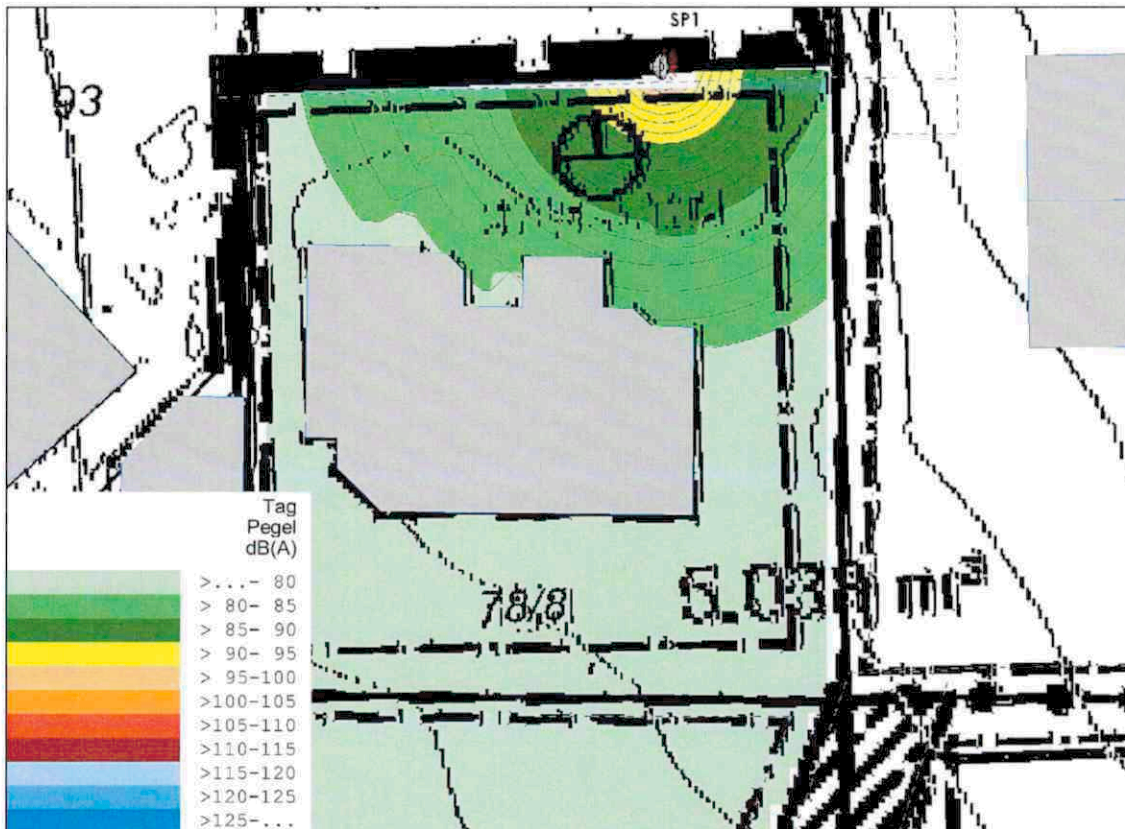 SP1
93
78/8
5.03 m²
Tag
Pegel
dB(A)
>...- 80
> 80- 85
> 85- 90
> 90- 95
> 95-100
>100-105
>105-110
>110-115
>115-120
>120-125
>125-...